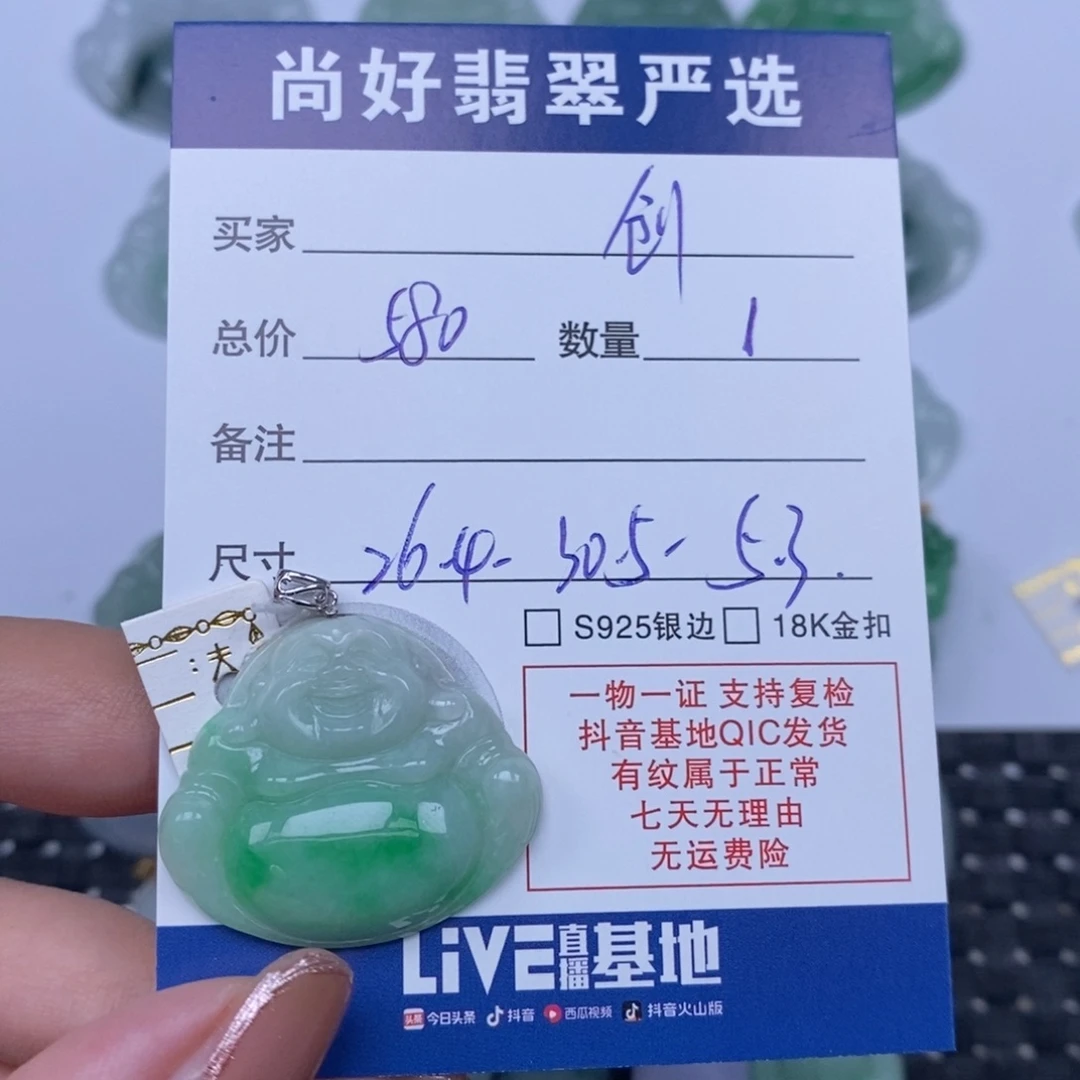 尚好翡翠严选
买家 创
总价 580 数量 1
备注
尺寸 26.4- 30.5- 5.3.
S925银边 18K金扣
一物一证 支持复检
抖音基地QIC发货
有纹属于正常
七天无理由
无运费险
LiVE直播基地
头条 今日头条 抖音 西瓜视频 抖音火山版